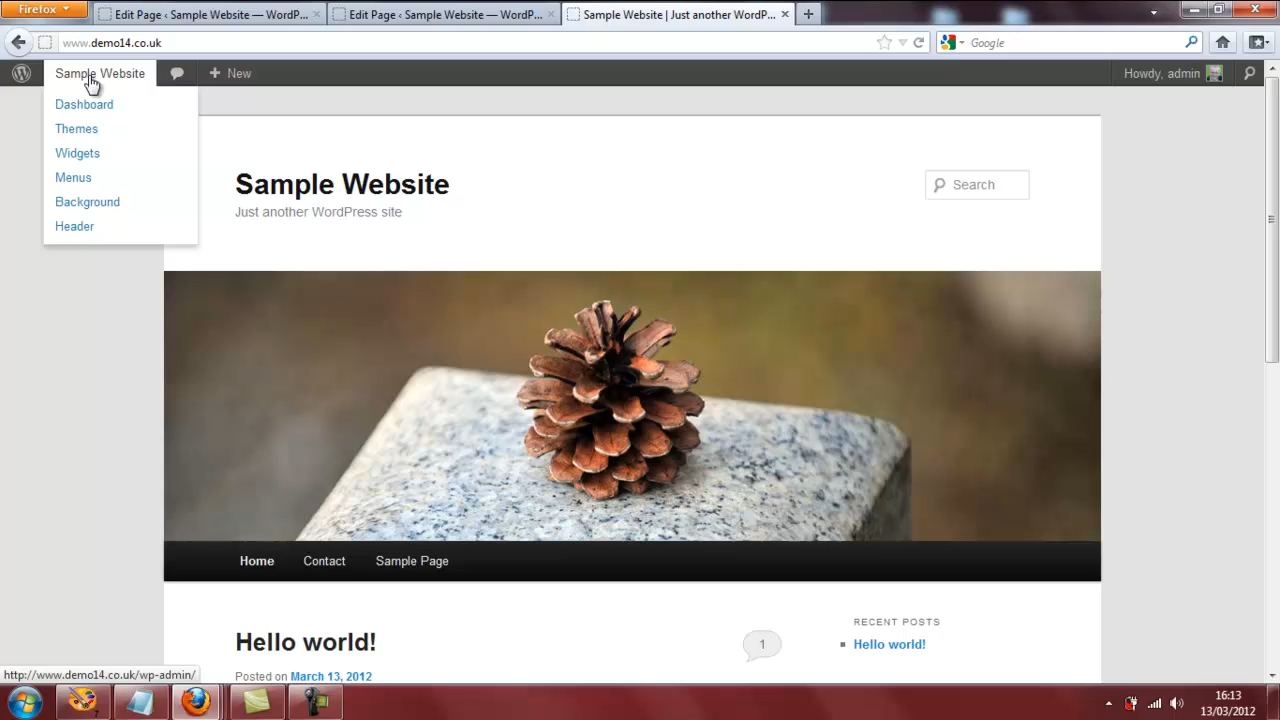 Firefox
Edit Page ‹ Sample Website — WordP...
Edit Page ‹ Sample Website — WordP...
Sample Website | Just another WordP...
www.demo14.co.uk
Google
Sample Website
New
Howdy, admin
Dashboard
Themes
Widgets
Menus
Background
Header
Sample Website
Just another WordPress site
Search
Home
Contact
Sample Page
Hello world!
1
Posted on March 13, 2012
RECENT POSTS
Hello world!
http://www.demo14.co.uk/wp-admin/
16:13
13/03/2012